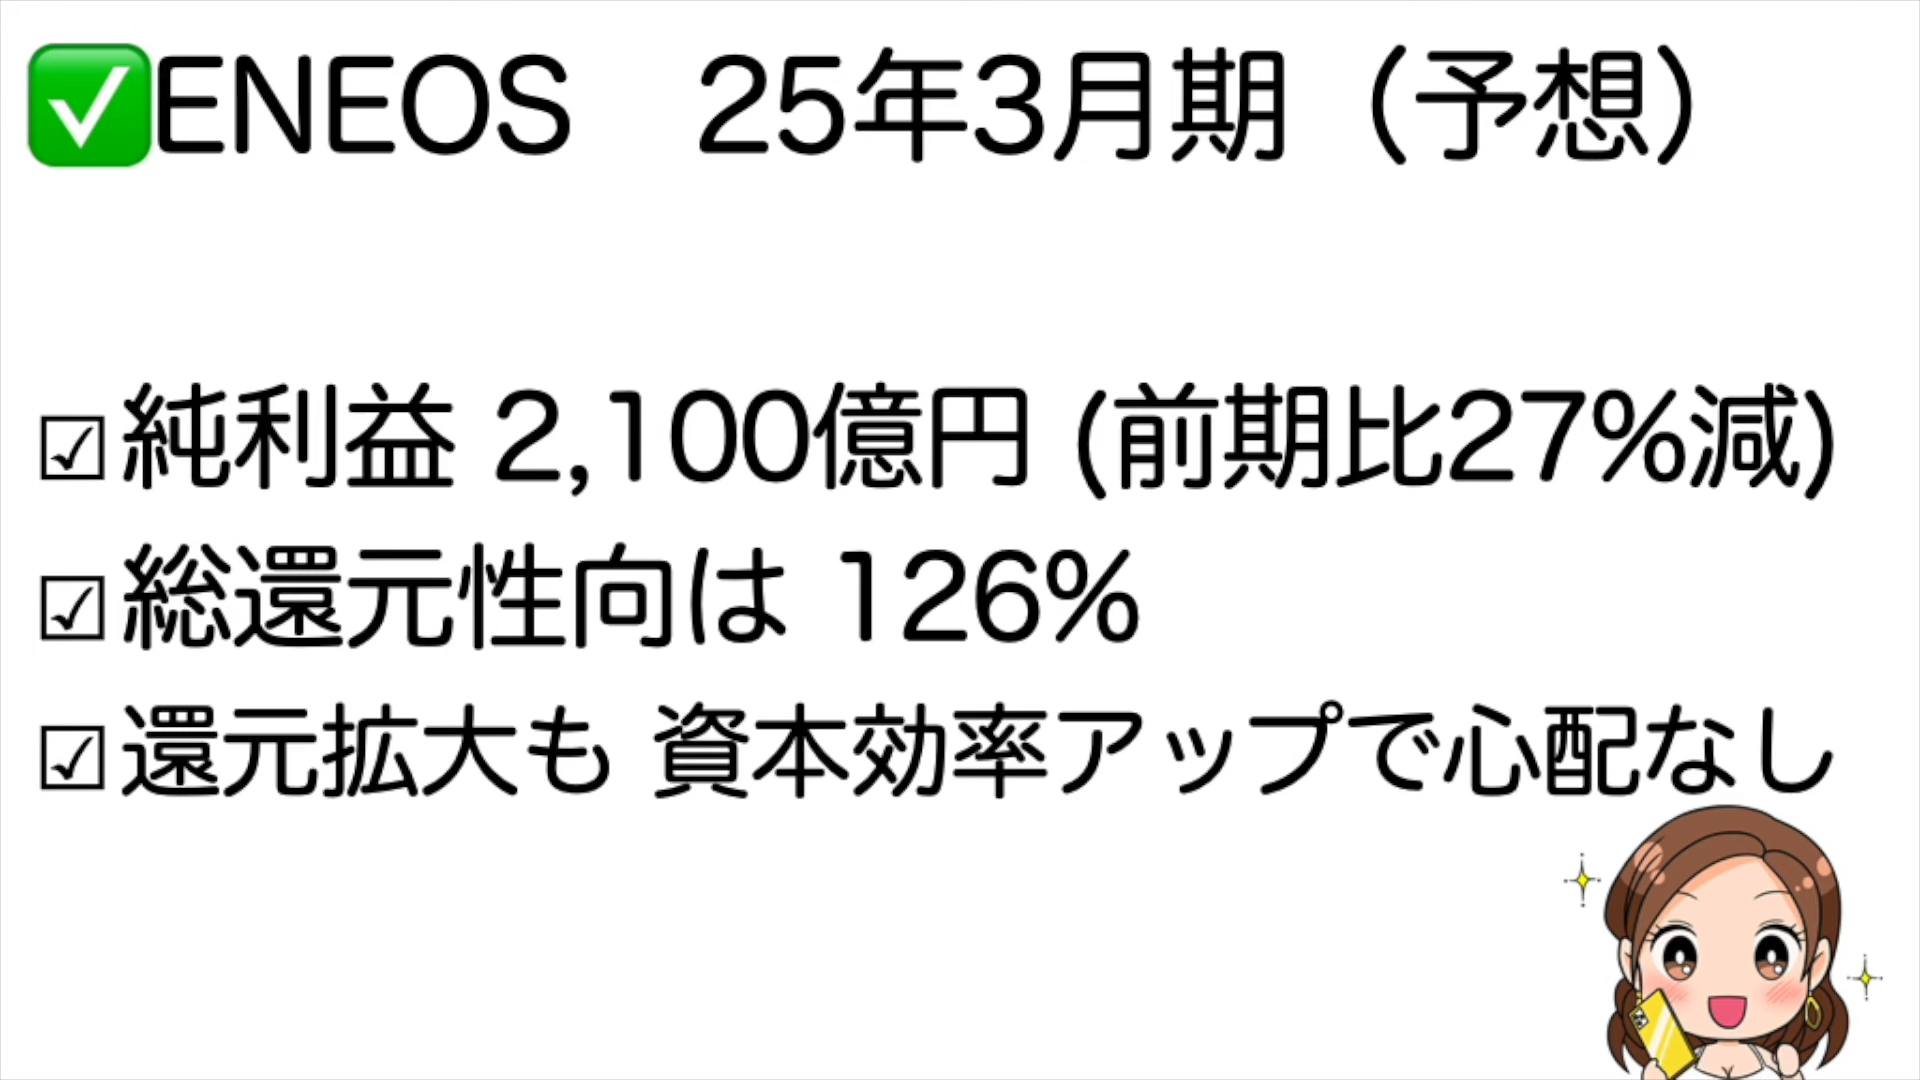 ✅ENEOS　25年3月期（予想）
☑純利益 2,100億円 (前期比27%減)
☑総還元性向は 126%
☑還元拡大も 資本効率アップで心配なし